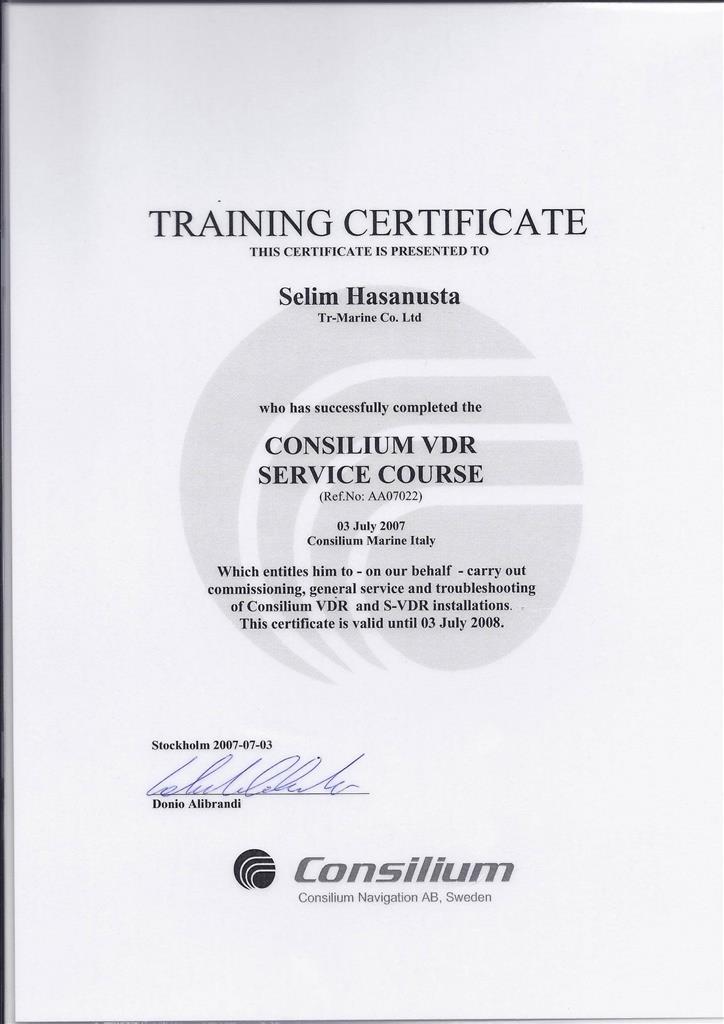 TRAINING CERTIFICATE
THIS CERTIFICATE IS PRESENTED TO
Selim Hasanusta
Tr-Marine Co. Ltd
who has successfully completed the
CONSILIUM VDR
SERVICE COURSE
(Ref.No: AA07022)
03 July 2007
Consilium Marine Italy
Which entitles him to - on our behalf - carry out
commissioning, general service and troubleshooting
of Consilium VDR and S-VDR installations.
This certificate is valid until 03 July 2008.
Stockholm 2007-07-03
Donio Alibrandi
Consilium
Consilium Navigation AB, Sweden